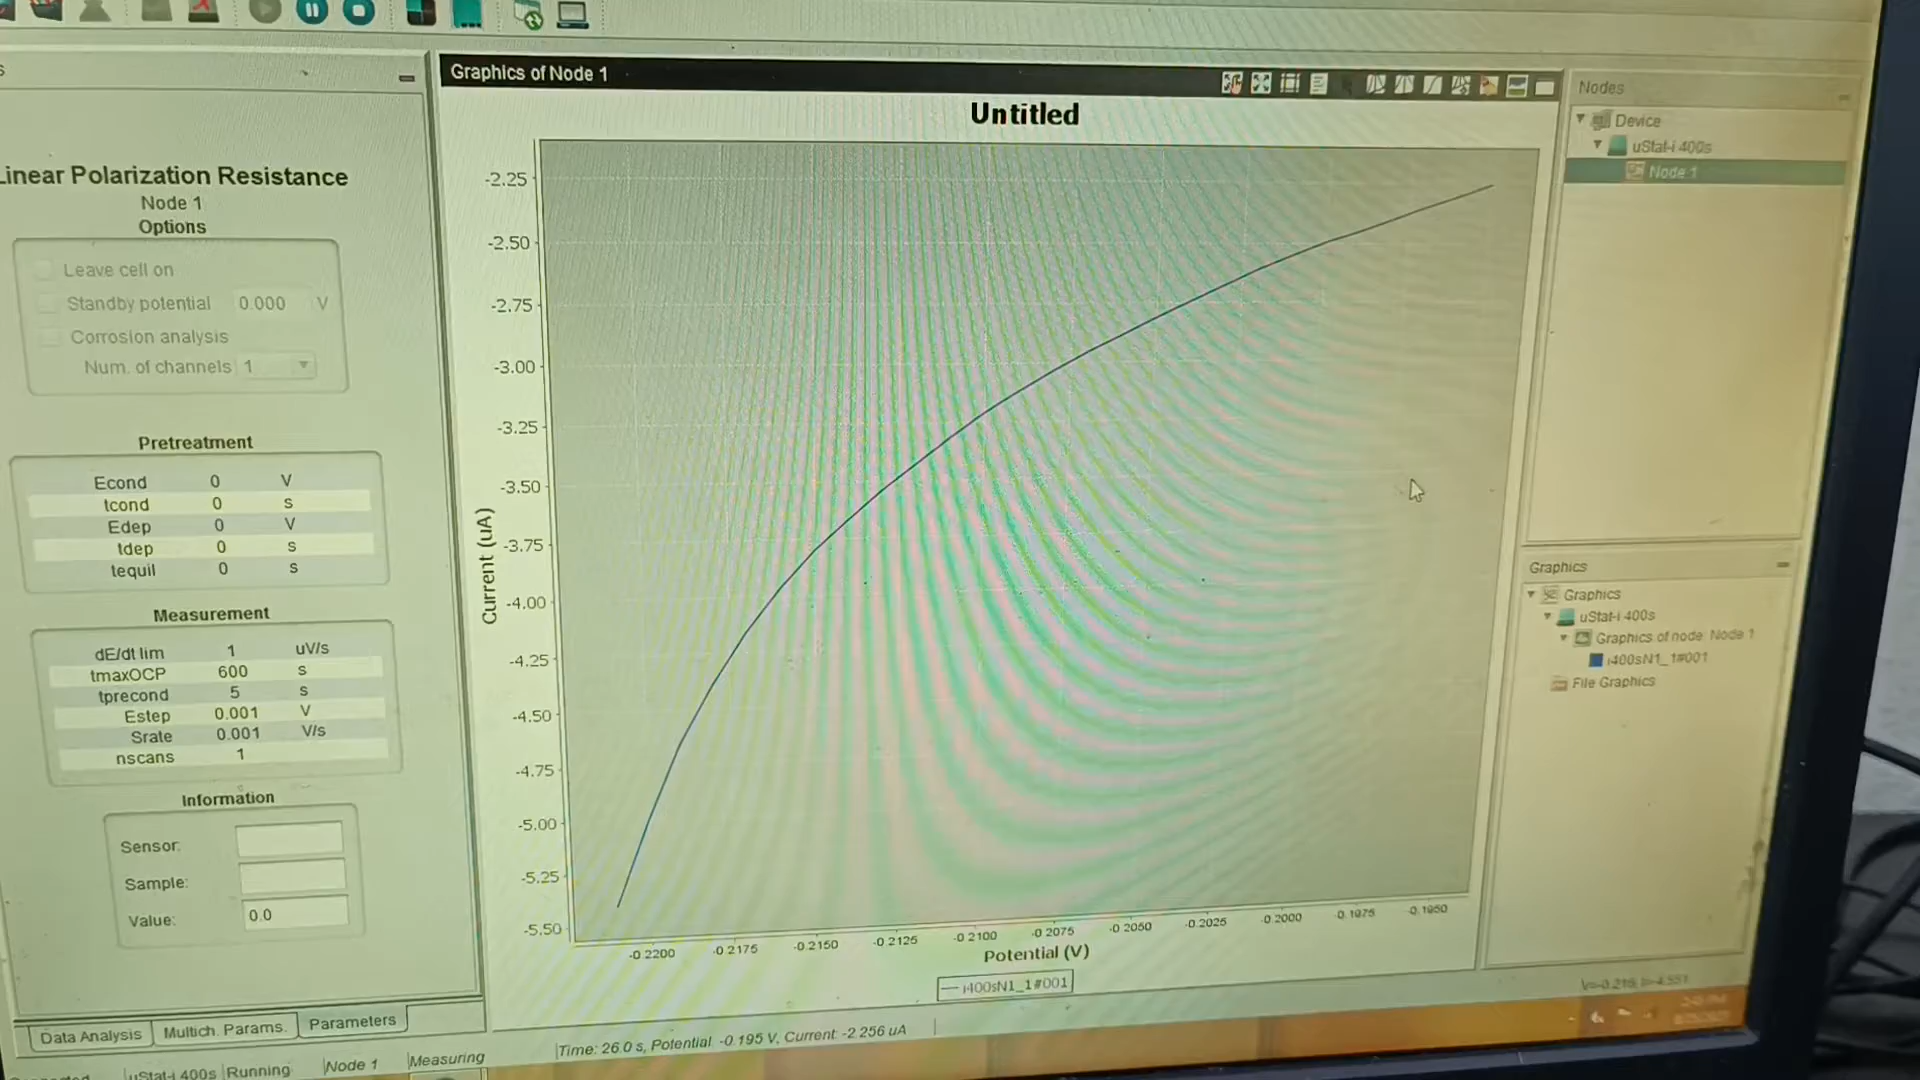 Linear Polarization Resistance
Node 1
Options
Leave cell on
Standby potential 0.000 V
Corrosion analysis
Num. of channels 1
Pretreatment
Econd 0 V
tcond 0 s
Edep 0 V
tdep 0 s
tequil 0 s
Measurement
dE/dt lim 1 uV/s
tmaxOCP 600 s
tprecond 5 s
Estep 0.001 V
Srate 0.001 V/s
nscans 1
Information
Sensor:
Sample:
Value: 0.0
Data Analysis Multich. Params. Parameters
uStat-i 400s Running Node 1 Measuring
Graphics of Node 1
Untitled
-2.25
-2.50
-2.75
-3.00
-3.25
-3.50
-3.75
-4.00
-4.25
-4.50
-4.75
-5.00
-5.25
-5.50
Current (uA)
-0.2200 -0.2175 -0.2150 -0.2125 -0.2100 -0.2075 -0.2050 -0.2025 -0.2000 -0.1975 -0.1950
Potential (V)
i400sN1_1#001
Time: 26.0 s, Potential -0.195 V, Current -2.256 uA
Nodes
Device
uStat-i 400s
Node 1
Graphics
Graphics
uStat-i 400s
Graphics of node: Node 1
i400sN1_1#001
File Graphics